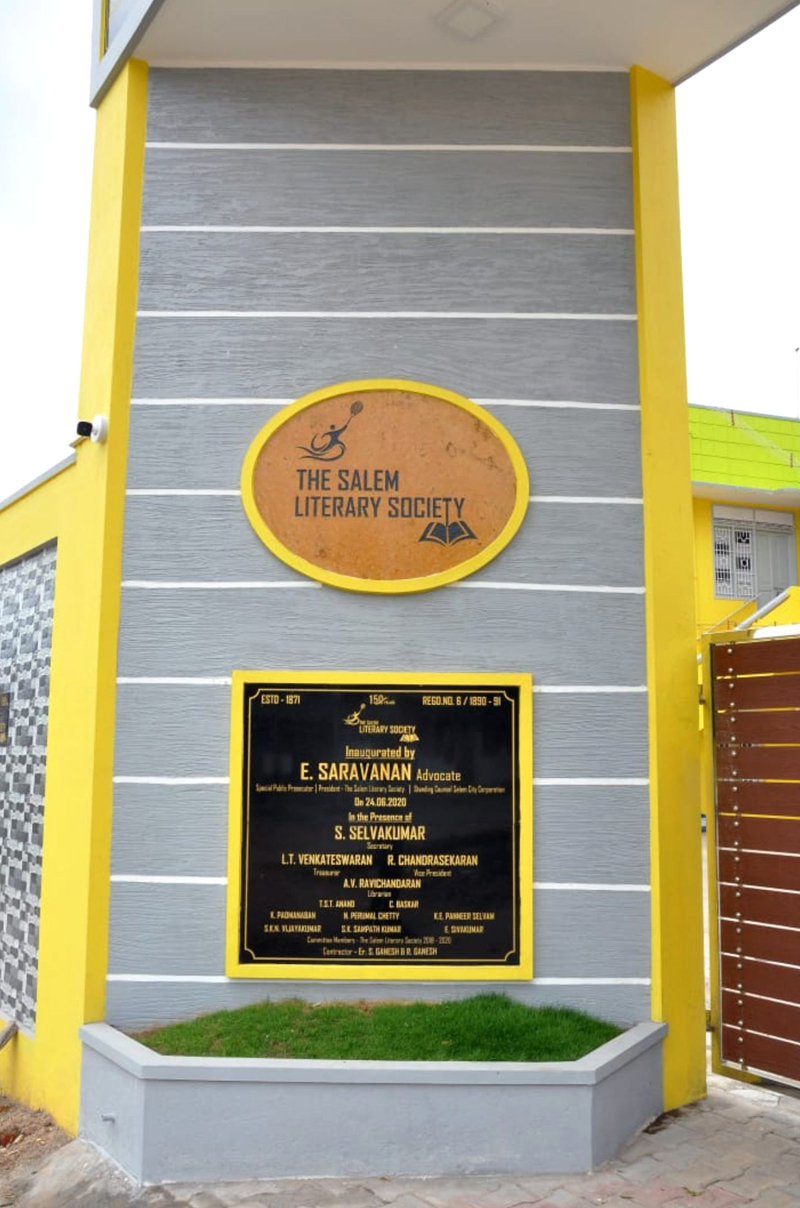 THE SALEM
LITERARY SOCIETY
ESTD - 1871 150 REGD.NO. 6 / 1890 - 91
THE SALEM
LITERARY SOCIETY
Inaugurated by
E. SARAVANAN Advocate
Special Public Prosecutor | President - The Salem Literary Society | Standing Counsel Salem City Corporation
On 24.06.2020
In the Presence of
S. SELVAKUMAR
Secretary
L.T. VENKATESWARAN R. CHANDRASEKARAN
Treasurer Vice President
A.V. RAVICHANDARAN
Librarian
T.S.T. ANAND C. BASKAR
K. PADMANABAN N. PERUMAL CHETTY K.E. PANNEER SELVAM
S.K.N. VIJAYAKUMAR S.K. SAMPATH KUMAR E. SIVAKUMAR
Committee Members - The Salem Literary Society 2018 - 2020
Contractor - Er. S. GANESH B R. GANESH